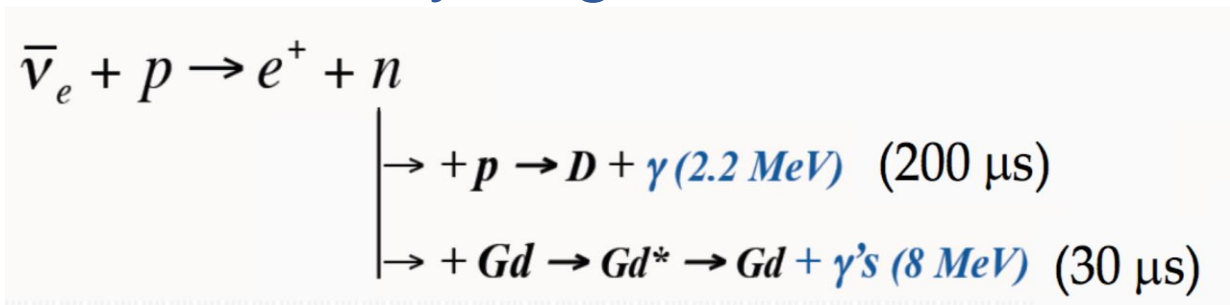 ν̄ₑ + p → e⁺ + n
→ + p → D + γ (2.2 MeV) (200 μs)
→ + Gd → Gd* → Gd + γ's (8 MeV) (30 μs)